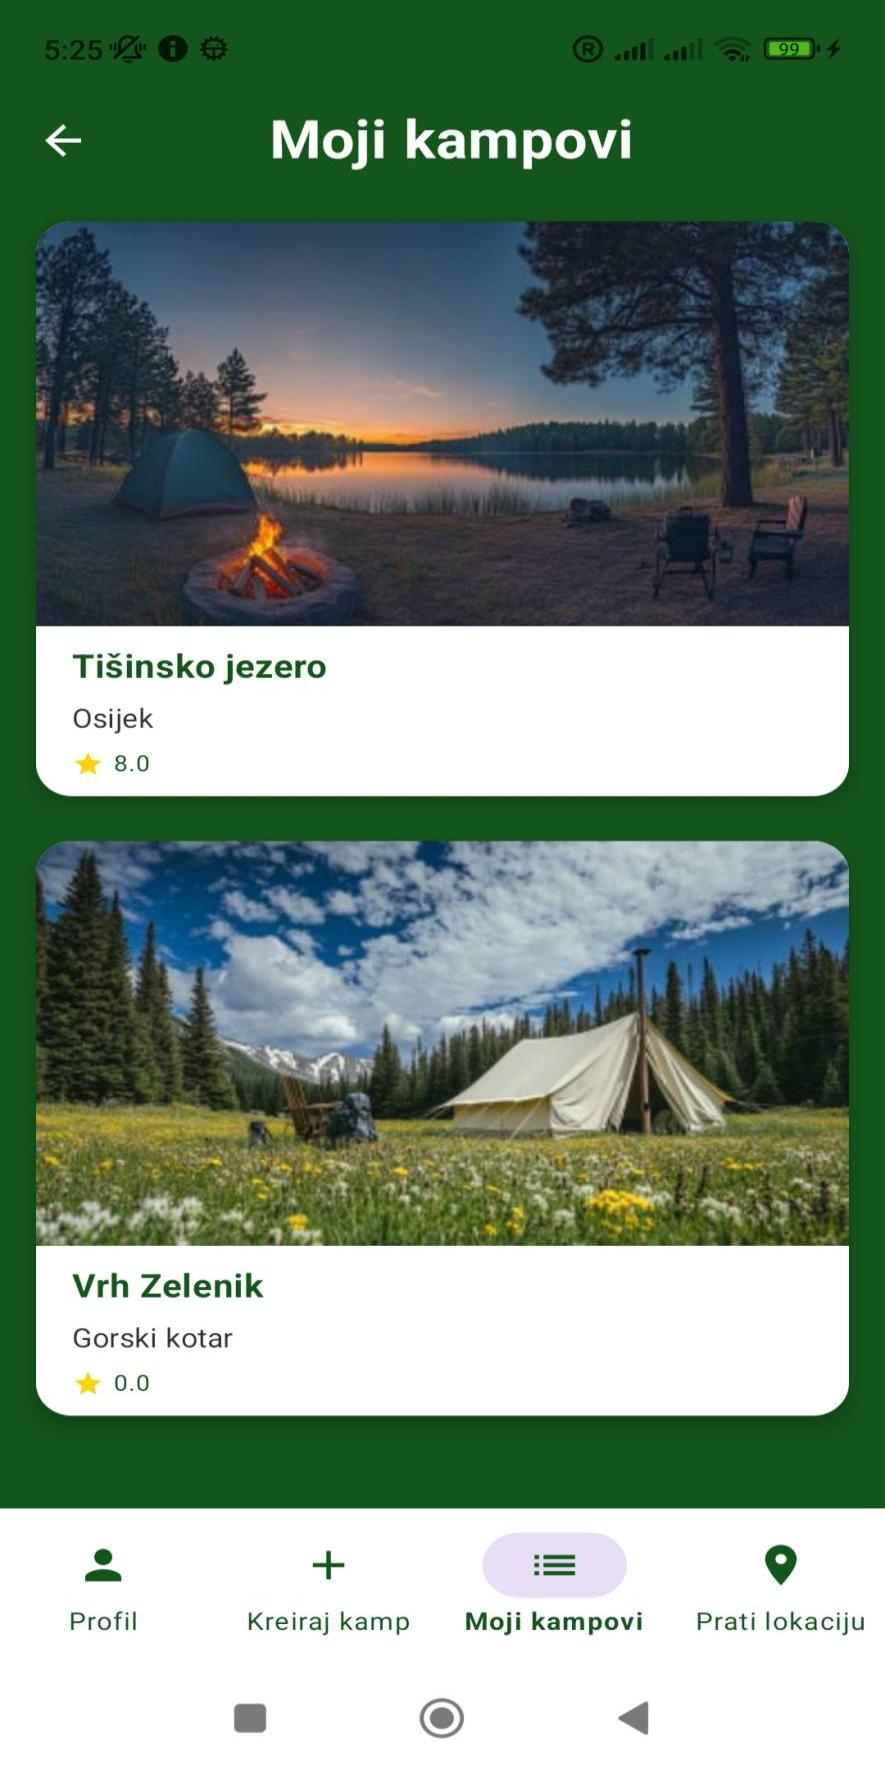 5:25 R 99
Moji kampovi
Tišinsko jezero
Osijek
8.0
Vrh Zelenik
Gorski kotar
0.0
Profil Kreiraj kamp Moji kampovi Prati lokaciju